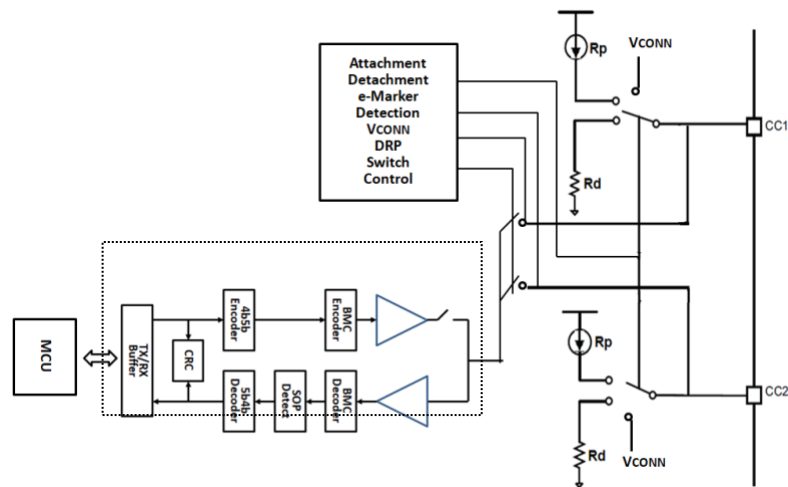 Attachment
Detachment
e-Marker
Detection
VCONN
DRP
Switch
Control
Rp
VCONN
CC1
Rd
MCU
TX/RX
Buffer
CRC
4b5b
Encoder
BMC
Encoder
5b4b
Decoder
SOP
Detect
BMC
Decoder
Rp
CC2
Rd
VCONN